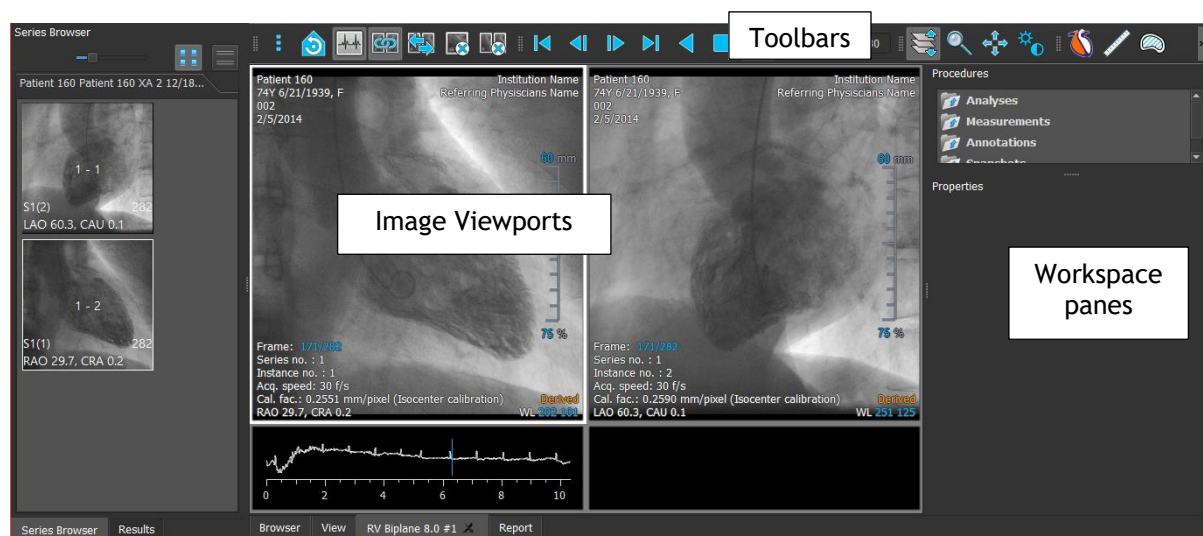 Series Browser
Toolbars
30
Patient 160 Patient 160 XA 2 12/18...
1 - 1
S1(2) 282
LAO 60.3, CAU 0.1
1 - 2
S1(1) 282
RAO 29.7, CRA 0.2
Series Browser Results
Patient 160 Institution Name
74Y 6/21/1939, F Referring Physiscians Name
002
2/5/2014
60 mm
Image Viewports
75 %
Frame: 171/282
Series no. : 1
Instance no. : 1
Acq. speed: 30 f/s
Cal. fac.: 0.2551 mm/pixel (Isocenter calibration) Derived
RAO 29.7, CRA 0.2 WL 202 101
Patient 160 Institution Name
74Y 6/21/1939, F Referring Physiscians Name
002
2/5/2014
60 mm
75 %
Frame: 171/282
Series no. : 1
Instance no. : 2
Acq. speed: 30 f/s
Cal. fac.: 0.2590 mm/pixel (Isocenter calibration) Derived
LAO 60.3, CAU 0.1 WL 251 125
0 2 4 6 8 10
Browser View RV Biplane 8.0 #1 Report
Procedures
Analyses
Measurements
Annotations
Properties
Workspace
panes